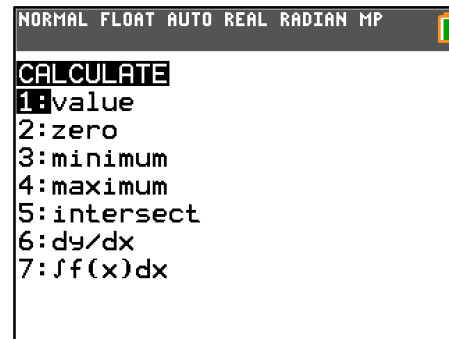 NORMAL FLOAT AUTO REAL RADIAN MP
CALCULATE
1:value
2:zero
3:minimum
4:maximum
5:intersect
6:dy/dx
7:∫f(x)dx